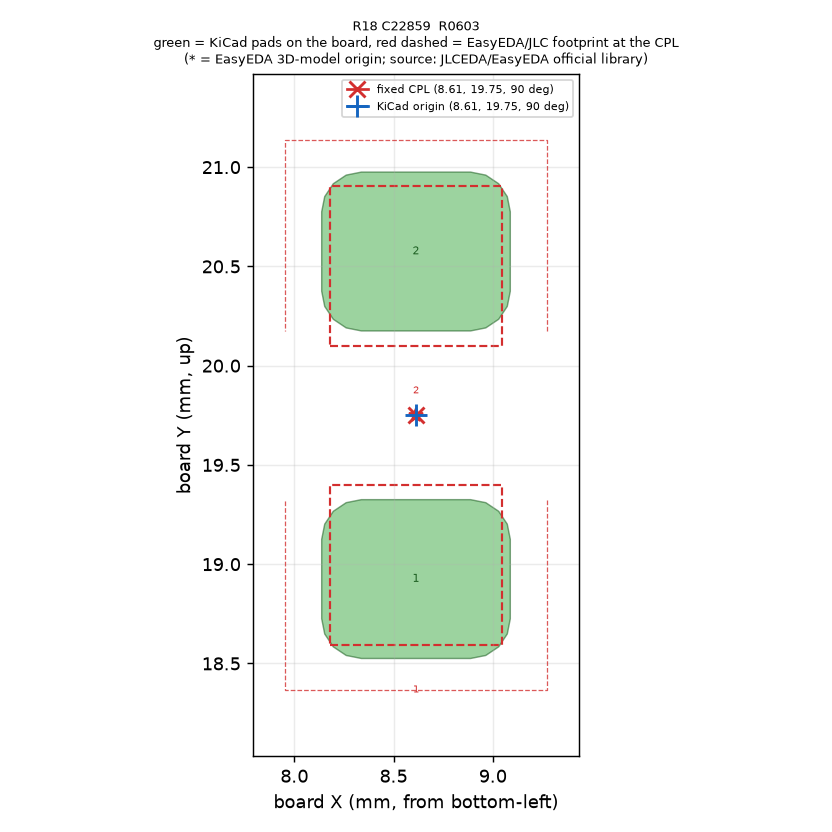 R18 C22859  R0603
green = KiCad pads on the board, red dashed = EasyEDA/JLC footprint at the CPL
(* = EasyEDA 3D-model origin; source: JLCEDA/EasyEDA official library)
fixed CPL (8.61, 19.75, 90 deg)
KiCad origin (8.61, 19.75, 90 deg)
21.0
20.5
20.0
19.5
19.0
18.5
2
2
1
1
8.0 8.5 9.0
board X (mm, from bottom-left)
board Y (mm, up)